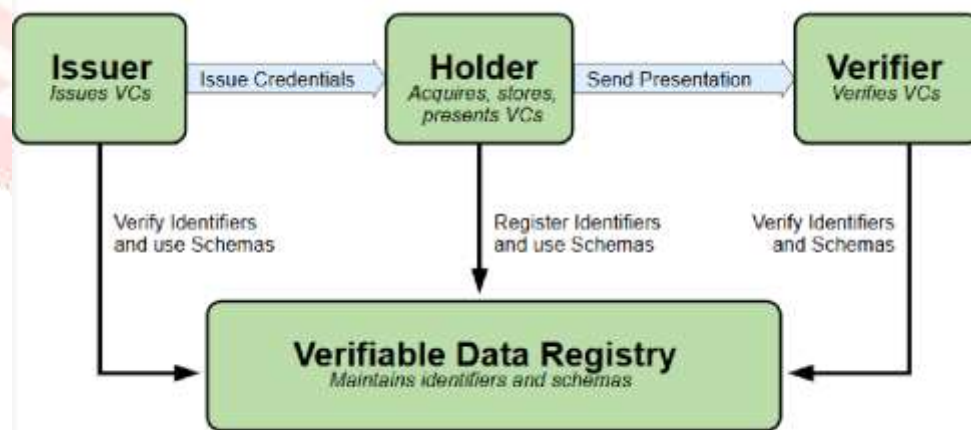 Issuer
Issues VCs
Issue Credentials
Holder
Acquires, stores,
presents VCs
Send Presentation
Verifier
Verifies VCs
Verify Identifiers
and use Schemas
Register Identifiers
and use Schemas
Verify Identifiers
and Schemas
Verifiable Data Registry
Maintains identifiers and schemas